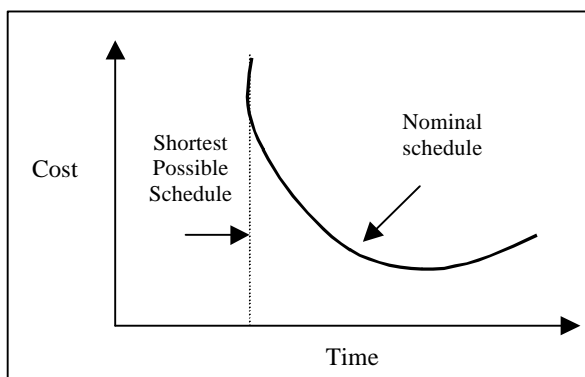 Cost
Shortest
Possible
Schedule
Nominal
schedule
Time